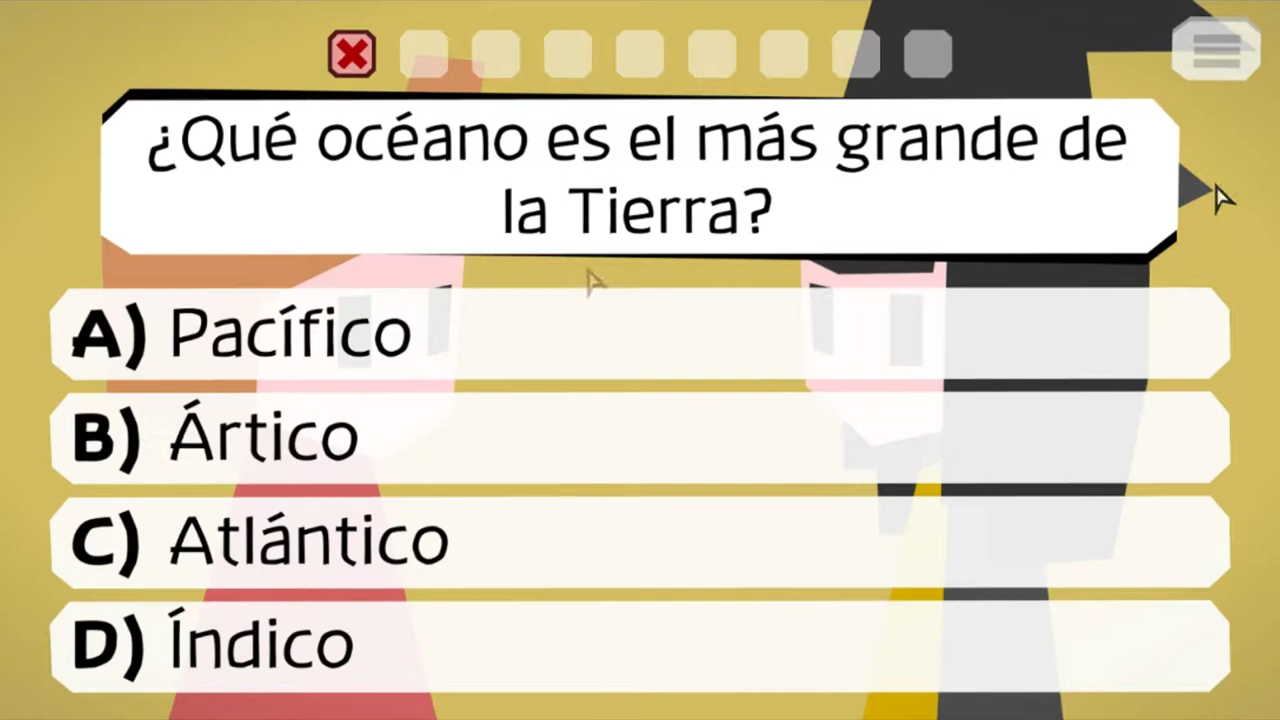 ¿Qué océano es el más grande de
la Tierra?
A) Pacífico
B) Ártico
C) Atlántico
D) Índico